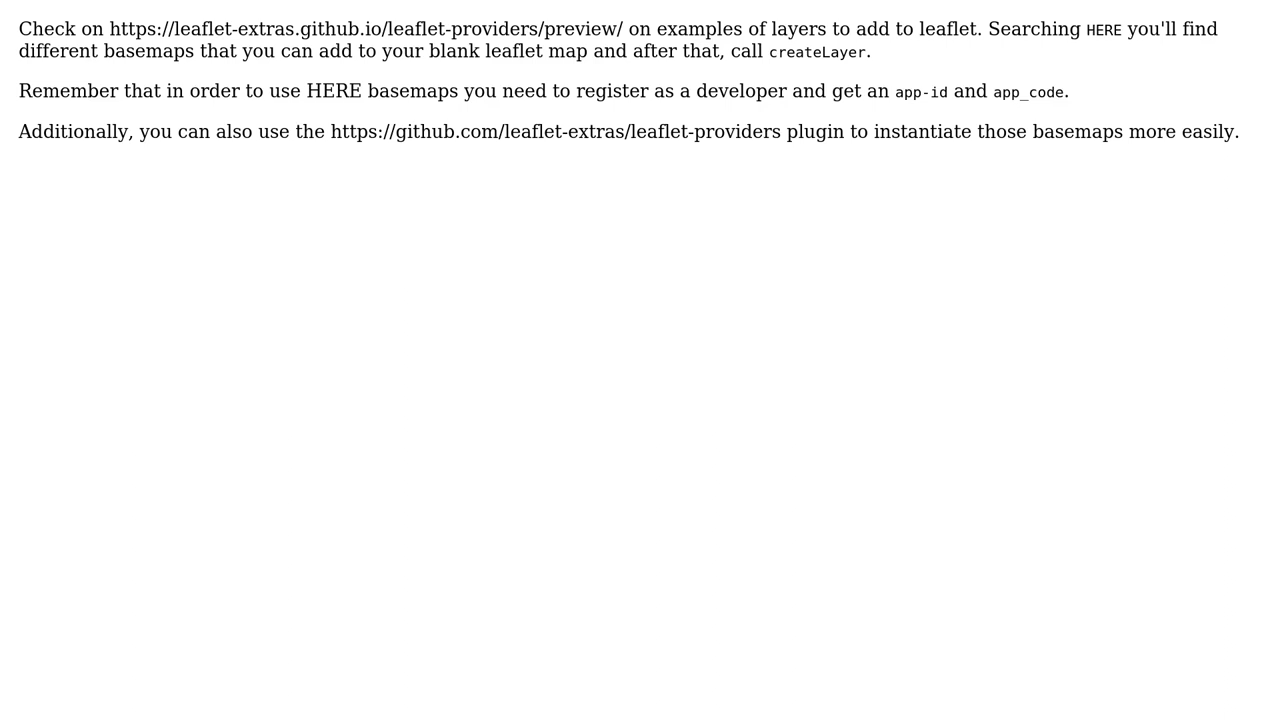 Check on https://leaflet-extras.github.io/leaflet-providers/preview/ on examples of layers to add to leaflet. Searching HERE you'll find
different basemaps that you can add to your blank leaflet map and after that, call createLayer.
Remember that in order to use HERE basemaps you need to register as a developer and get an app-id and app_code.
Additionally, you can also use the https://github.com/leaflet-extras/leaflet-providers plugin to instantiate those basemaps more easily.